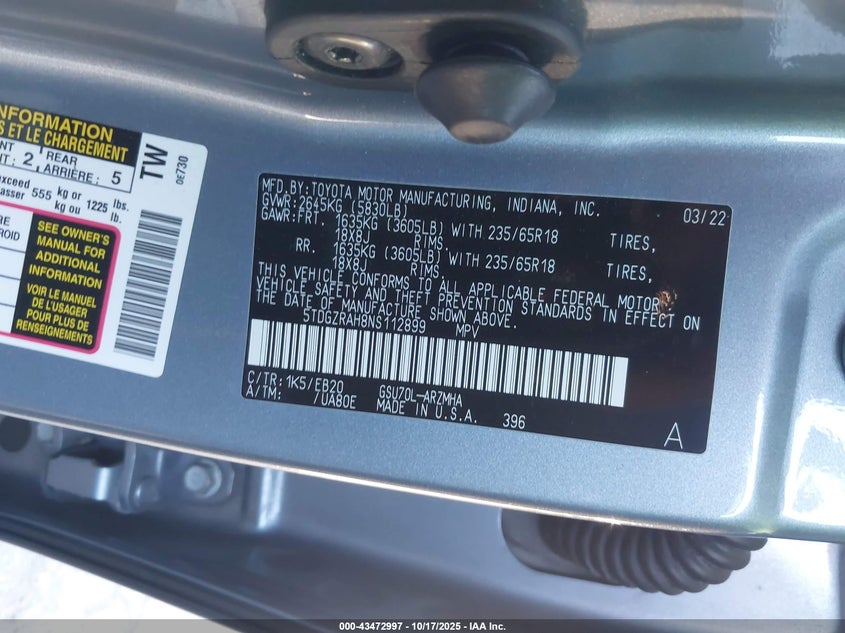 INFORMATION
S ET LE CHARGEMENT
NT : 2 REAR ARRIÈRE : 5
exceed
asser 555 kg or kg ou 1225 lbs. lb.
SEE OWNER'S
MANUAL FOR
ADDITIONAL
INFORMATION
VOIR LE MANUEL
DE L'USAGER
POUR PLUS DE
RENSEIGNEMENTS
TW
0E730
MFD.BY:TOYOTA MOTOR MANUFACTURING, INDIANA, INC. 03/22
GVWR:2645KG (5830LB)
GAWR:FRT 1635KG (3605LB) WITH 235/65R18 TIRES,
18X8J RIMS.
RR. 1635KG (3605LB) WITH 235/65R18 TIRES,
18X8J RIMS.
THIS VEHICLE CONFORMS TO ALL APPLICABLE FEDERAL MOTOR
VEHICLE SAFETY AND THEFT PREVENTION STANDARDS IN EFFECT ON
THE DATE OF MANUFACTURE SHOWN ABOVE.
5TDGZRAH8NS112899 MPV
C/TR:1K5/EB20 GSU70L-ARZMHA
A/TM: /UA80E MADE IN U.S.A. 396
A
000-43472997 - 10/17/2025 - IAA Inc.